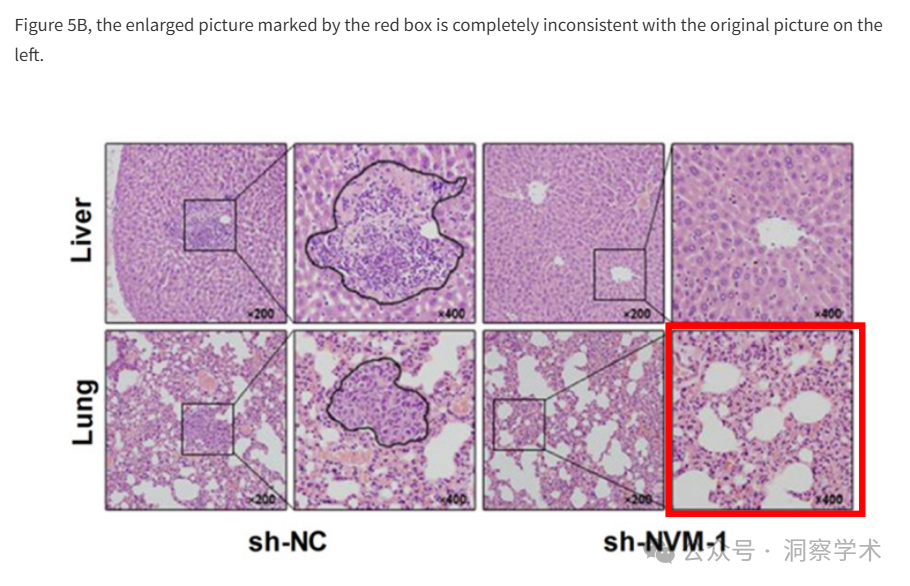 Figure 5B, the enlarged picture marked by the red box is completely inconsistent with the original picture on the
left.
Liver
×200
×400
×200
×400
Lung
×200
×400
×200
×400
sh-NC
sh-NVM-1
公众号 · 洞察学术